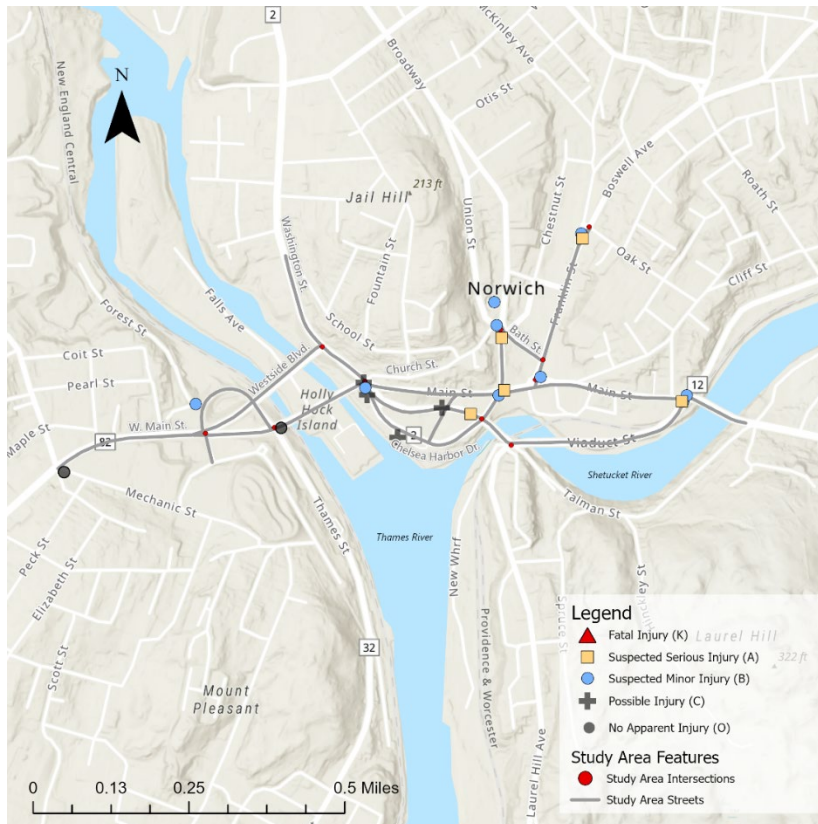 2
New England Central
N
Broadway
McKinley Ave
Otis St
Boswell Ave
Roath St
Chestnut St
Jail Hill
213 ft
Union St
Oak St
Washington St.
Fountain St
Franklin St
Cliff St
Norwich
Falls Ave
School St
Bath St.
Forest St
Westside Blvd
Church St.
Coit St
Holly
Hock
Island
Main St
Main St
12
Pearl St
W. Main St.
Maple St
82
2
Chelsea Harbor Dr
Viaduct St
Shetucket River
Mechanic St
Talman St
Thames St
Thames River
Peck St
New Whrf
Elizabeth St
Spruce St
Hinckley St
Providence & Worcester
Scott St
32
Mount
Pleasant
Laurel Hill Ave
Laurel Hill
322 ft
Legend
Fatal Injury (K)
Suspected Serious Injury (A)
Suspected Minor Injury (B)
Possible Injury (C)
No Apparent Injury (O)
Study Area Features
Study Area Intersections
Study Area Streets
0 0.13 0.25 0.5 Miles